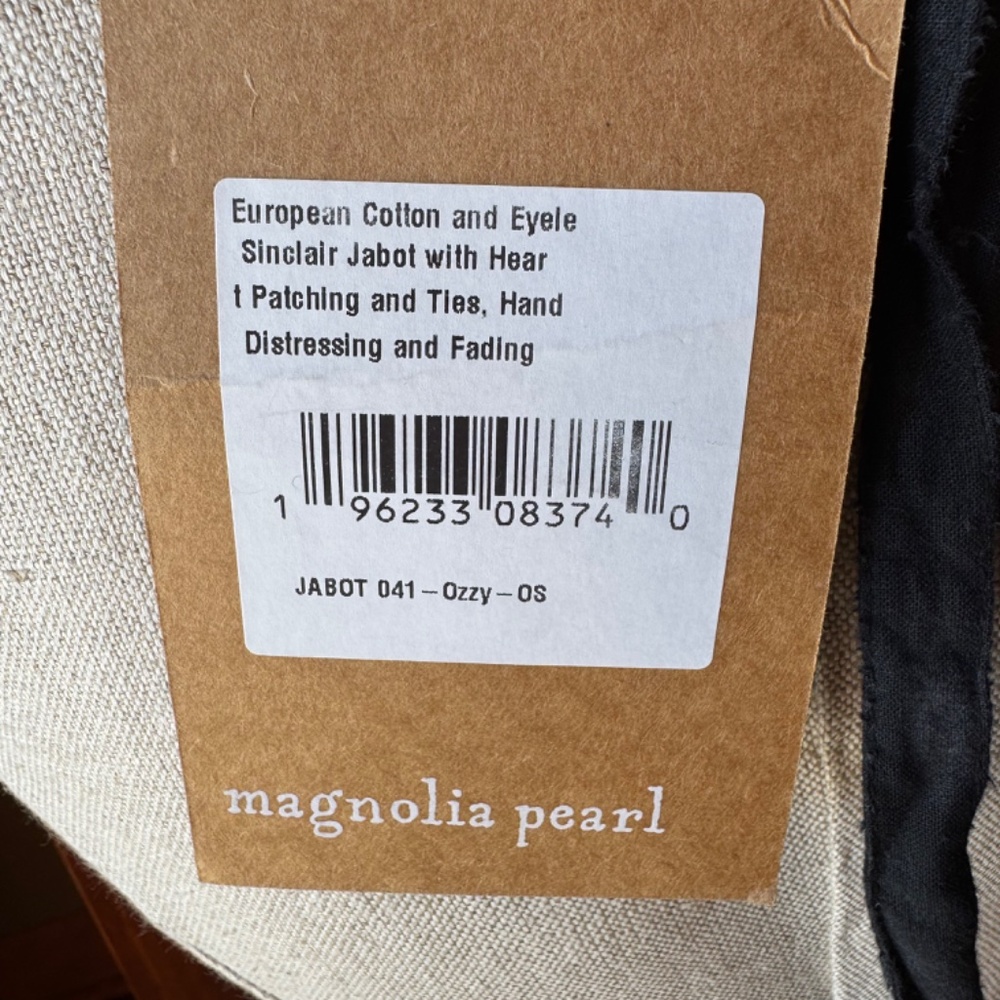 European Cotton and Eyele
Sinclair Jabot with Hear
t Patching and Ties, Hand
Distressing and Fading
1 96233 08374 0
JABOT 041-Ozzy-OS
magnolia pearl